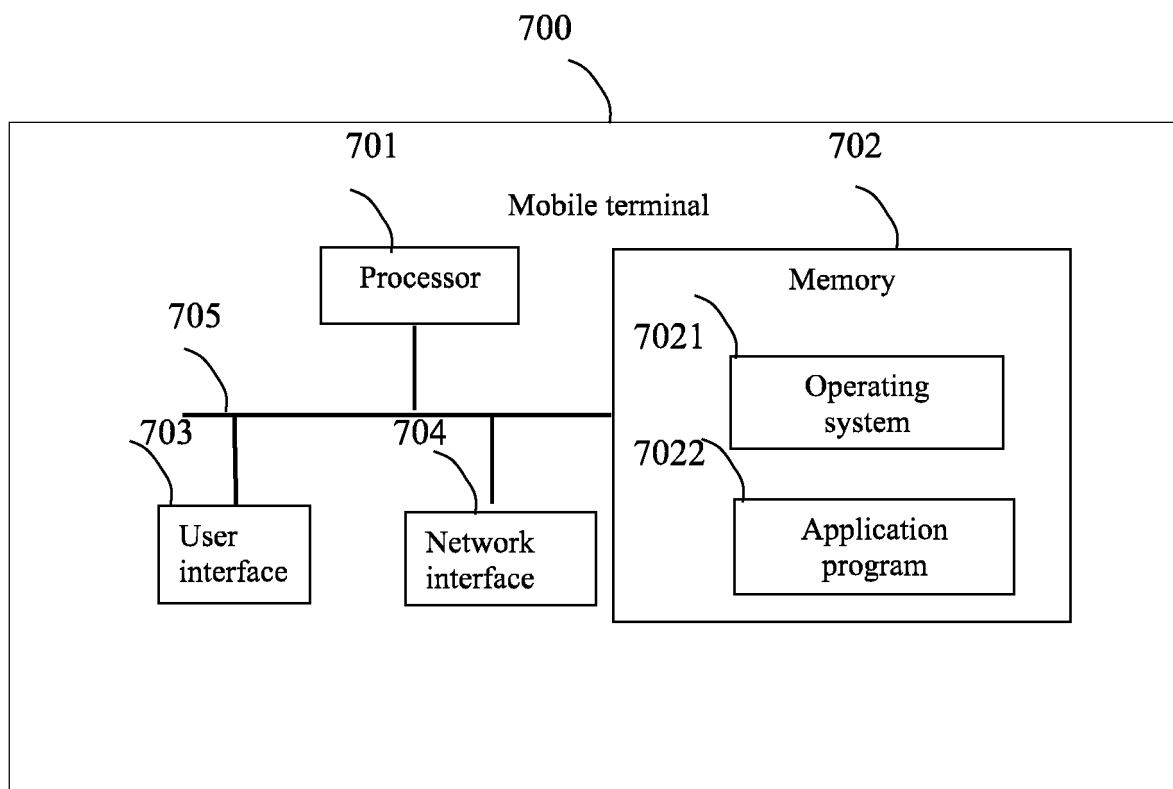 700
701
702
Mobile terminal
Processor
Memory
705
7021
Operating
system
703
704
7022
User
interface
Network
interface
Application
program